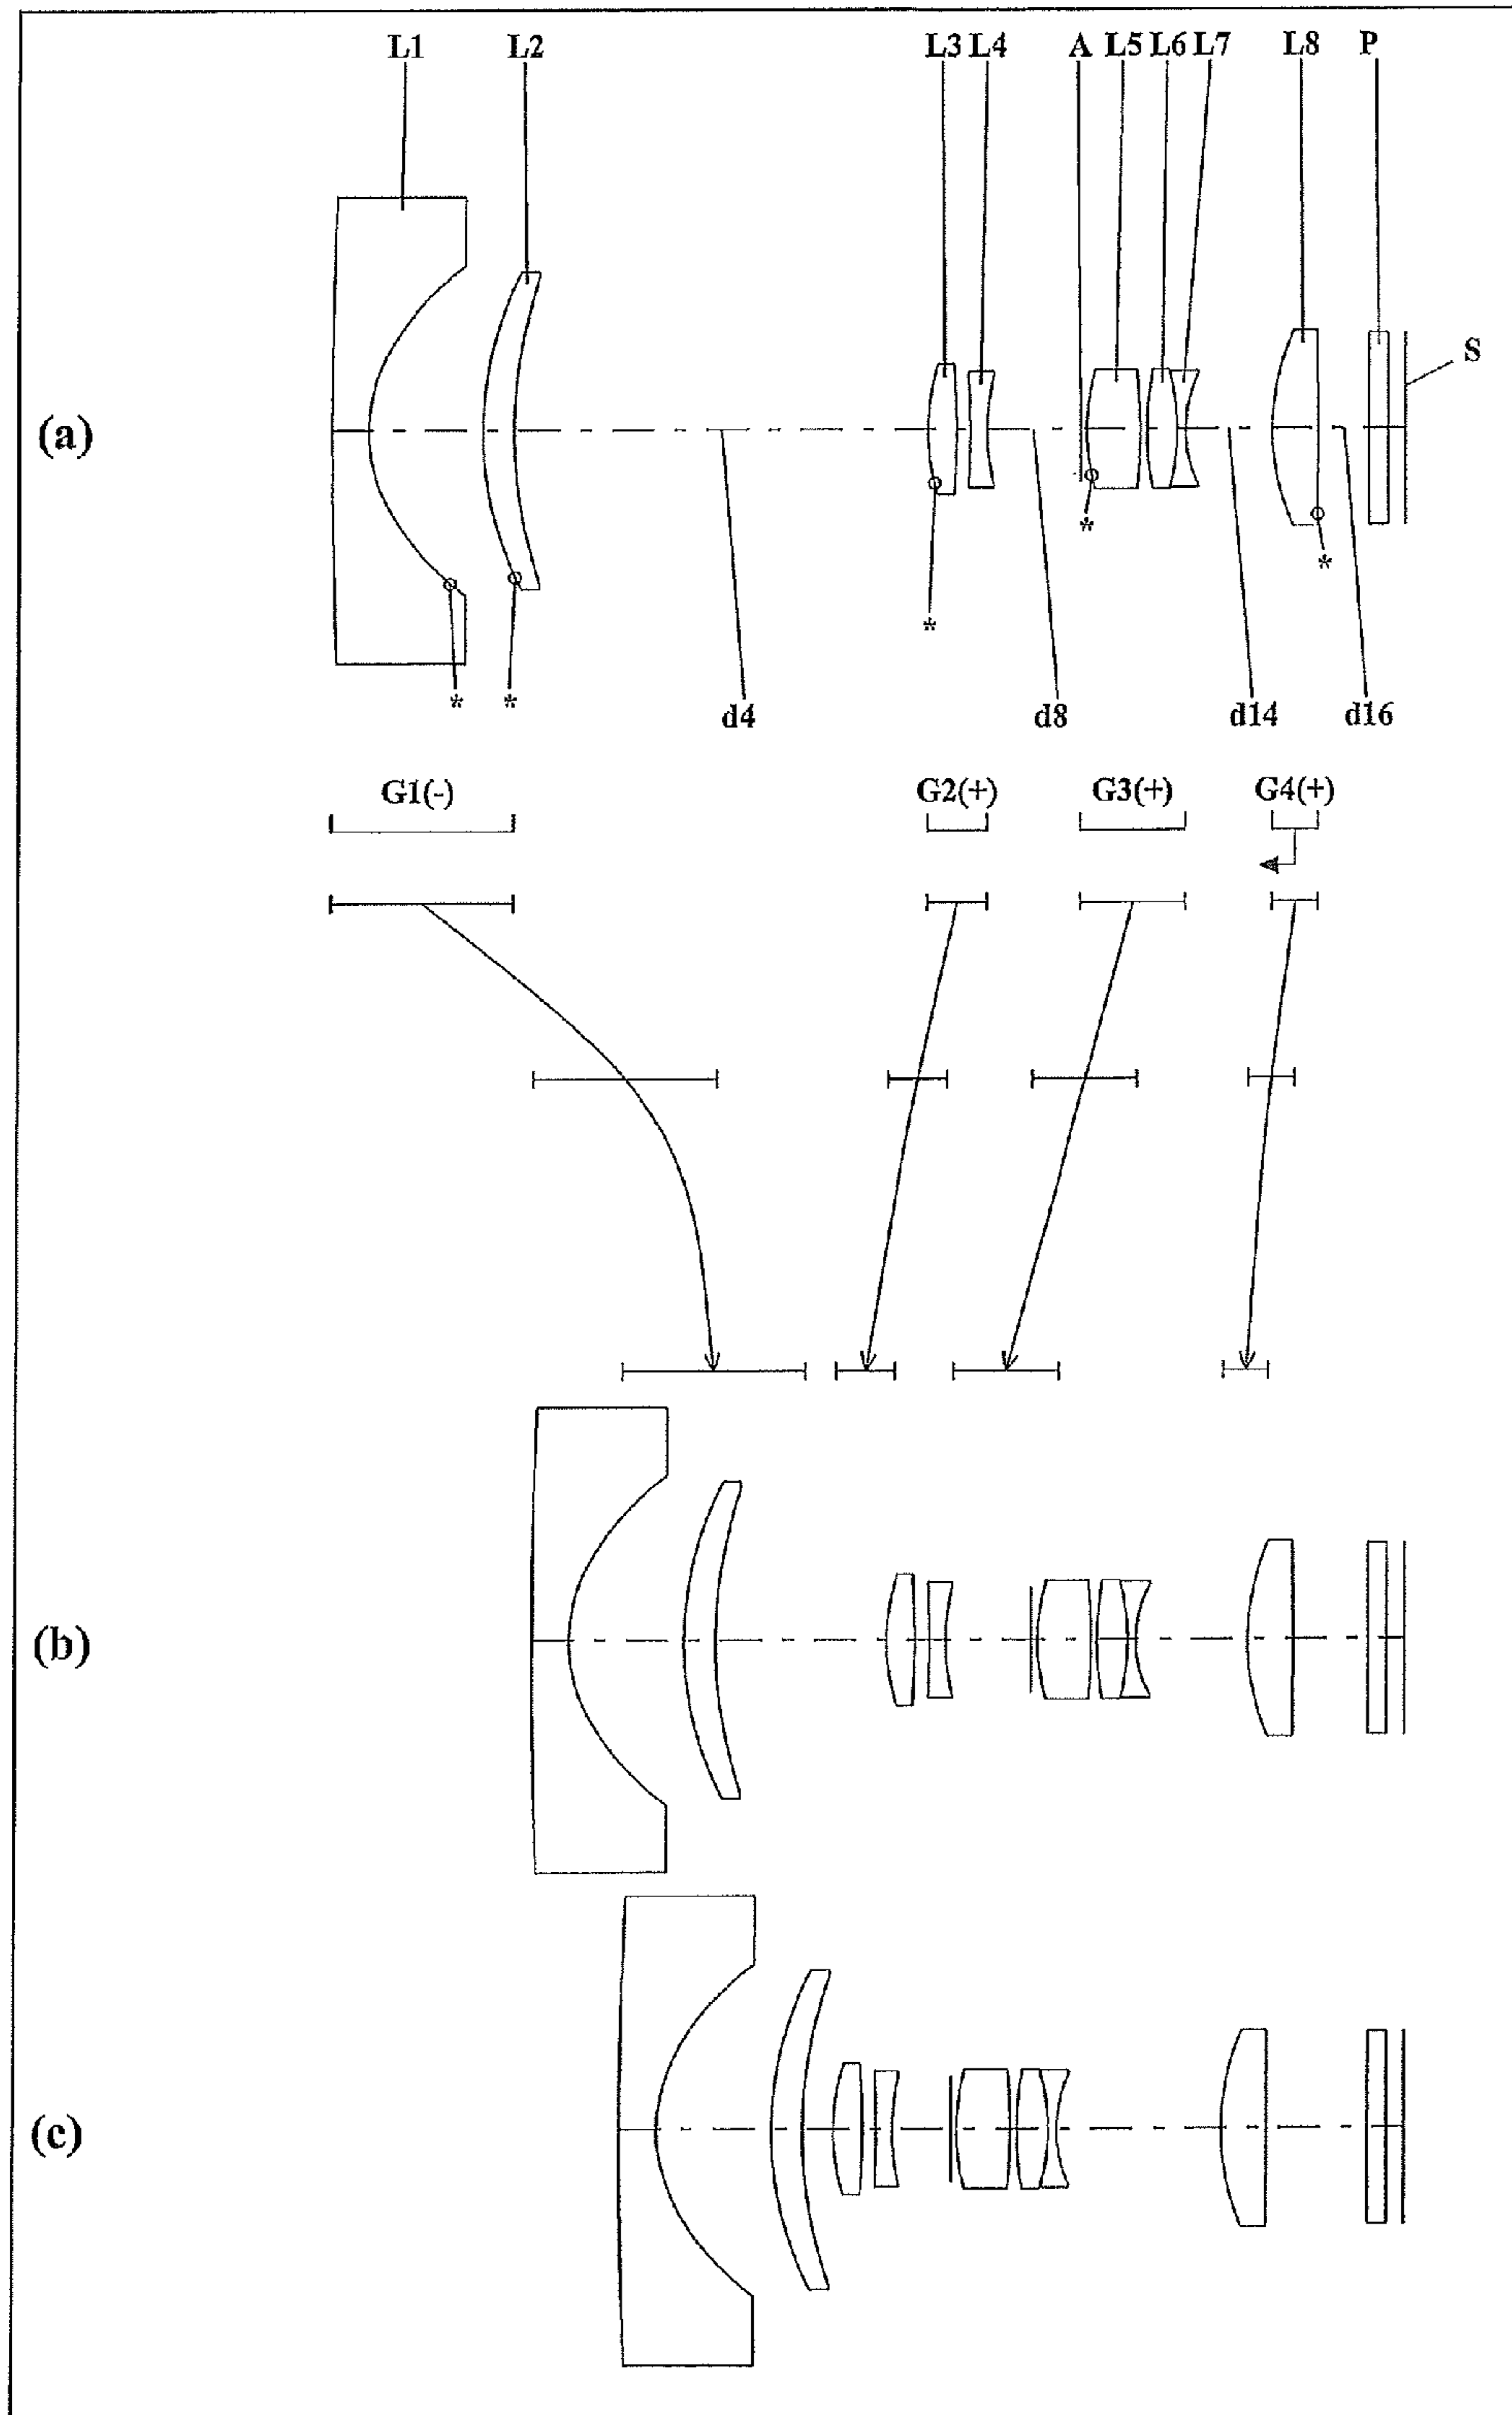 L1 L2 L3 L4 A L5 L6 L7 L8 P
S
(a)
*
*
*
*
*
d4 d8 d14 d16
G1(-) G2(+) G3(+) G4(+)
(b)
(c)